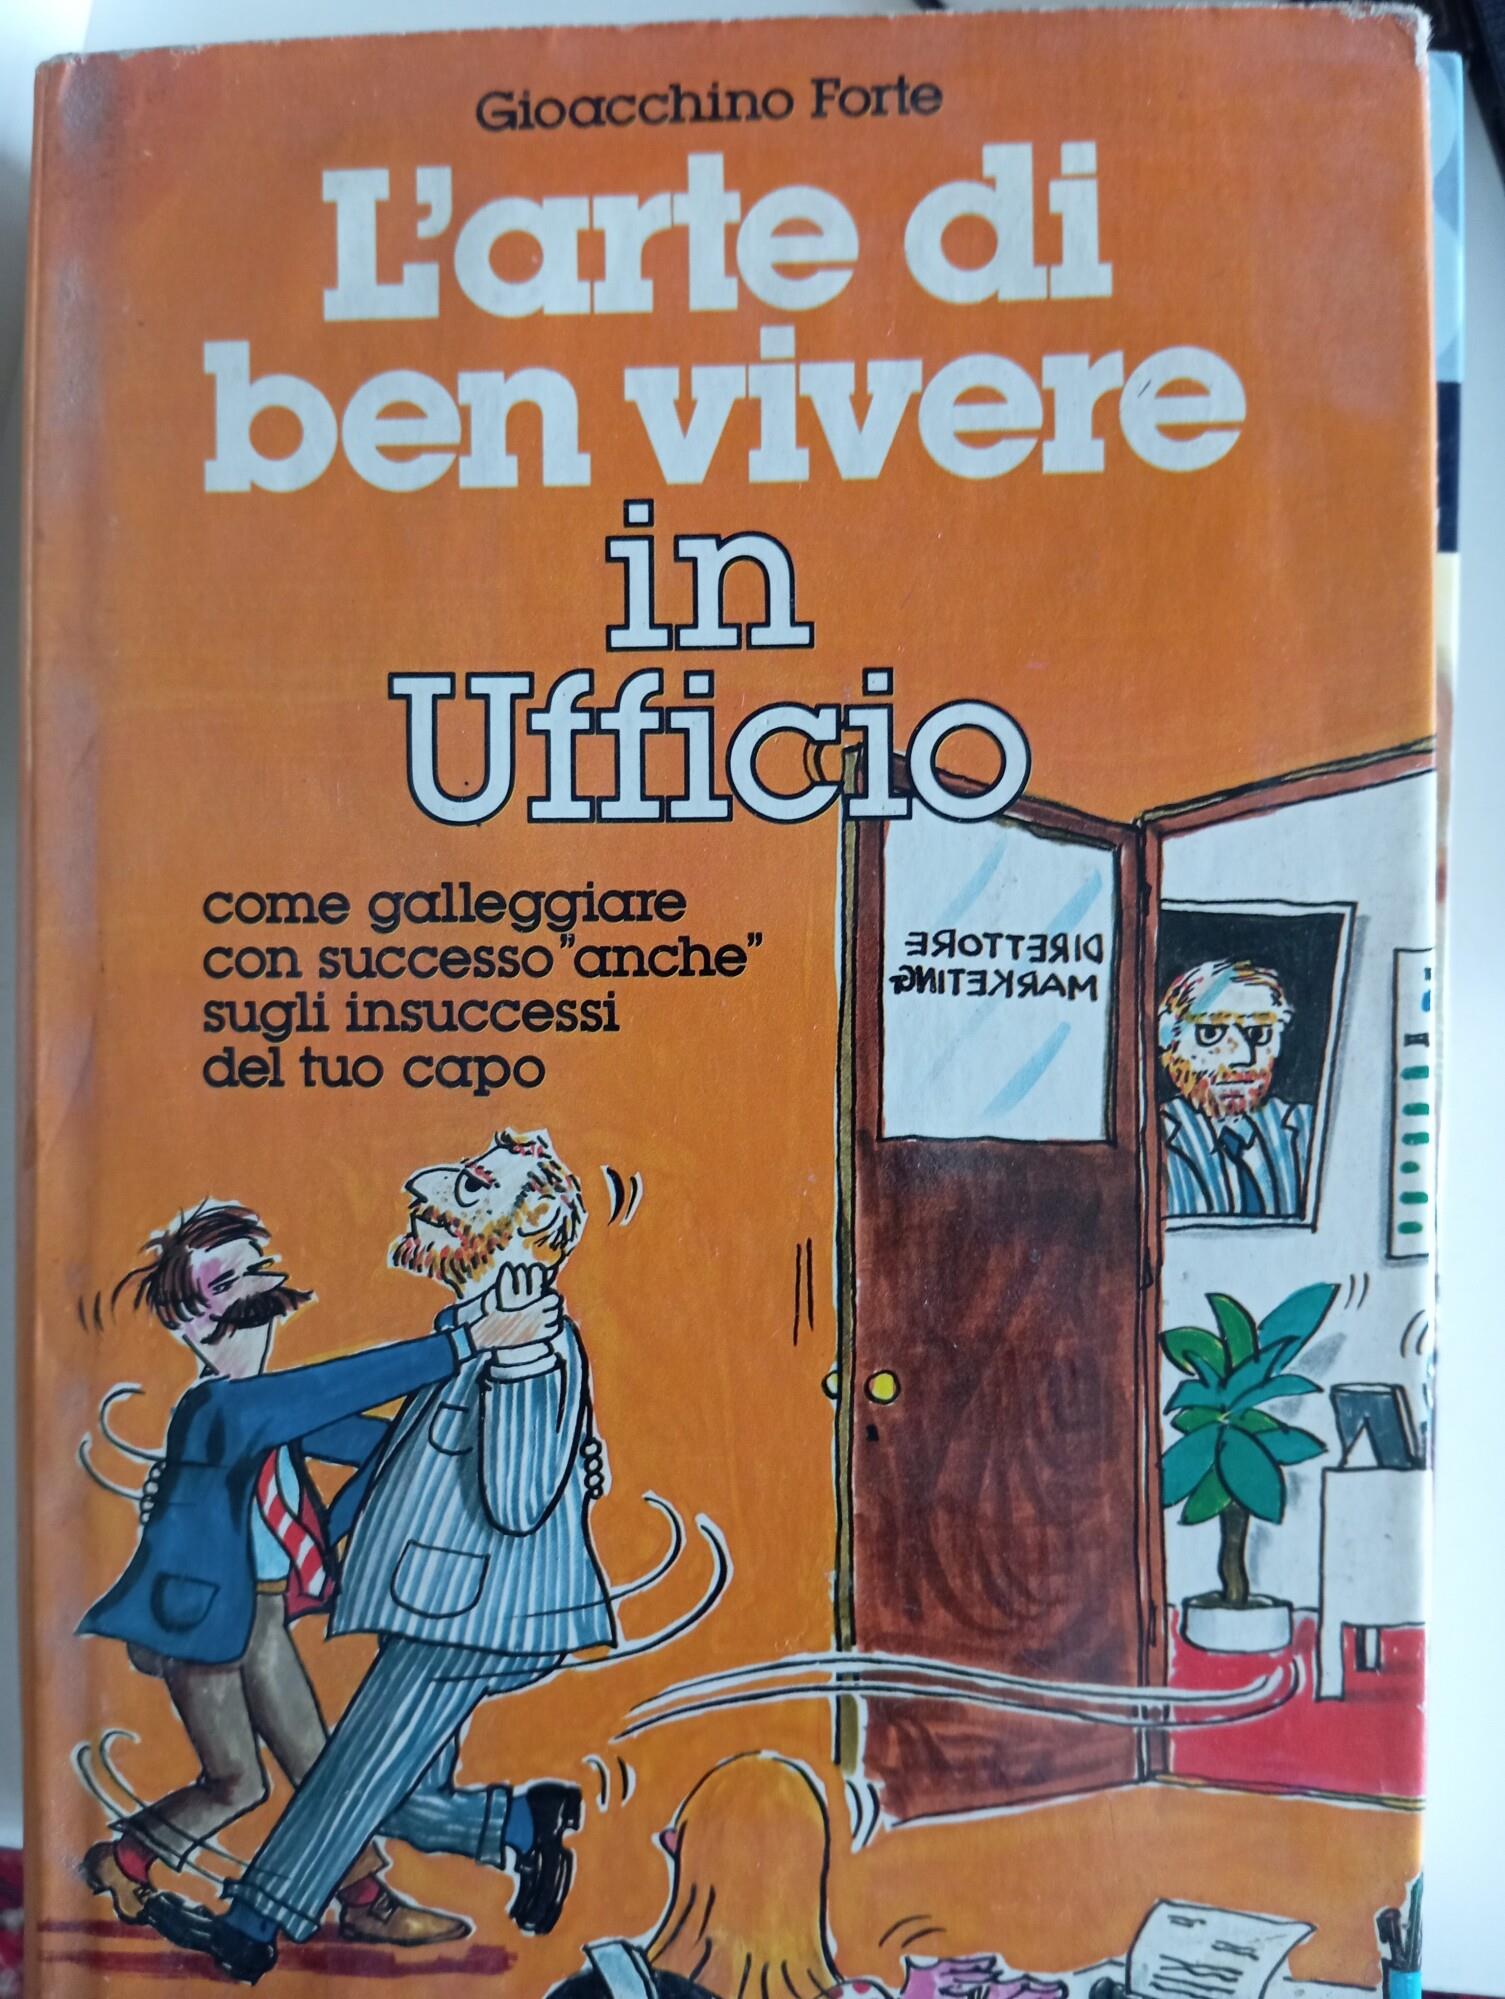 Gioacchino Forte
L'arte di
ben vivere
in
Ufficio
come galleggiare
con successo "anche"
sugli insuccessi
del tuo capo
DIRETTORE
MARKETING